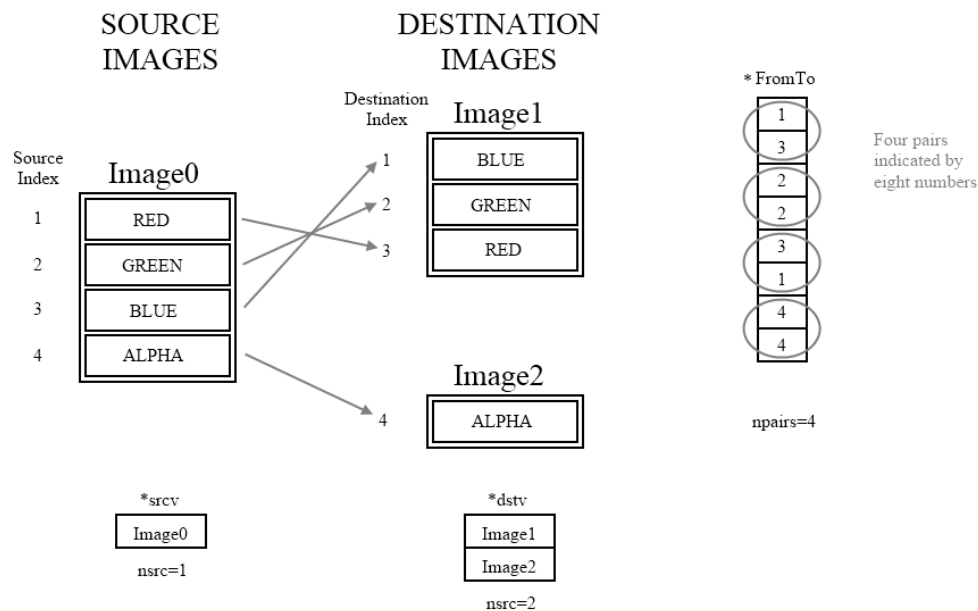 SOURCE
IMAGES
DESTINATION
IMAGES
Source
Index
Image0
1
RED
2
GREEN
3
BLUE
4
ALPHA
Destination
Index
Image1
1
BLUE
2
GREEN
3
RED
Image2
4
ALPHA
* FromTo
1
3
2
2
3
1
4
4
npairs=4
Four pairs
indicated by
eight numbers
*srcv
Image0
nsrc=1
*dstv
Image1
Image2
nsrc=2